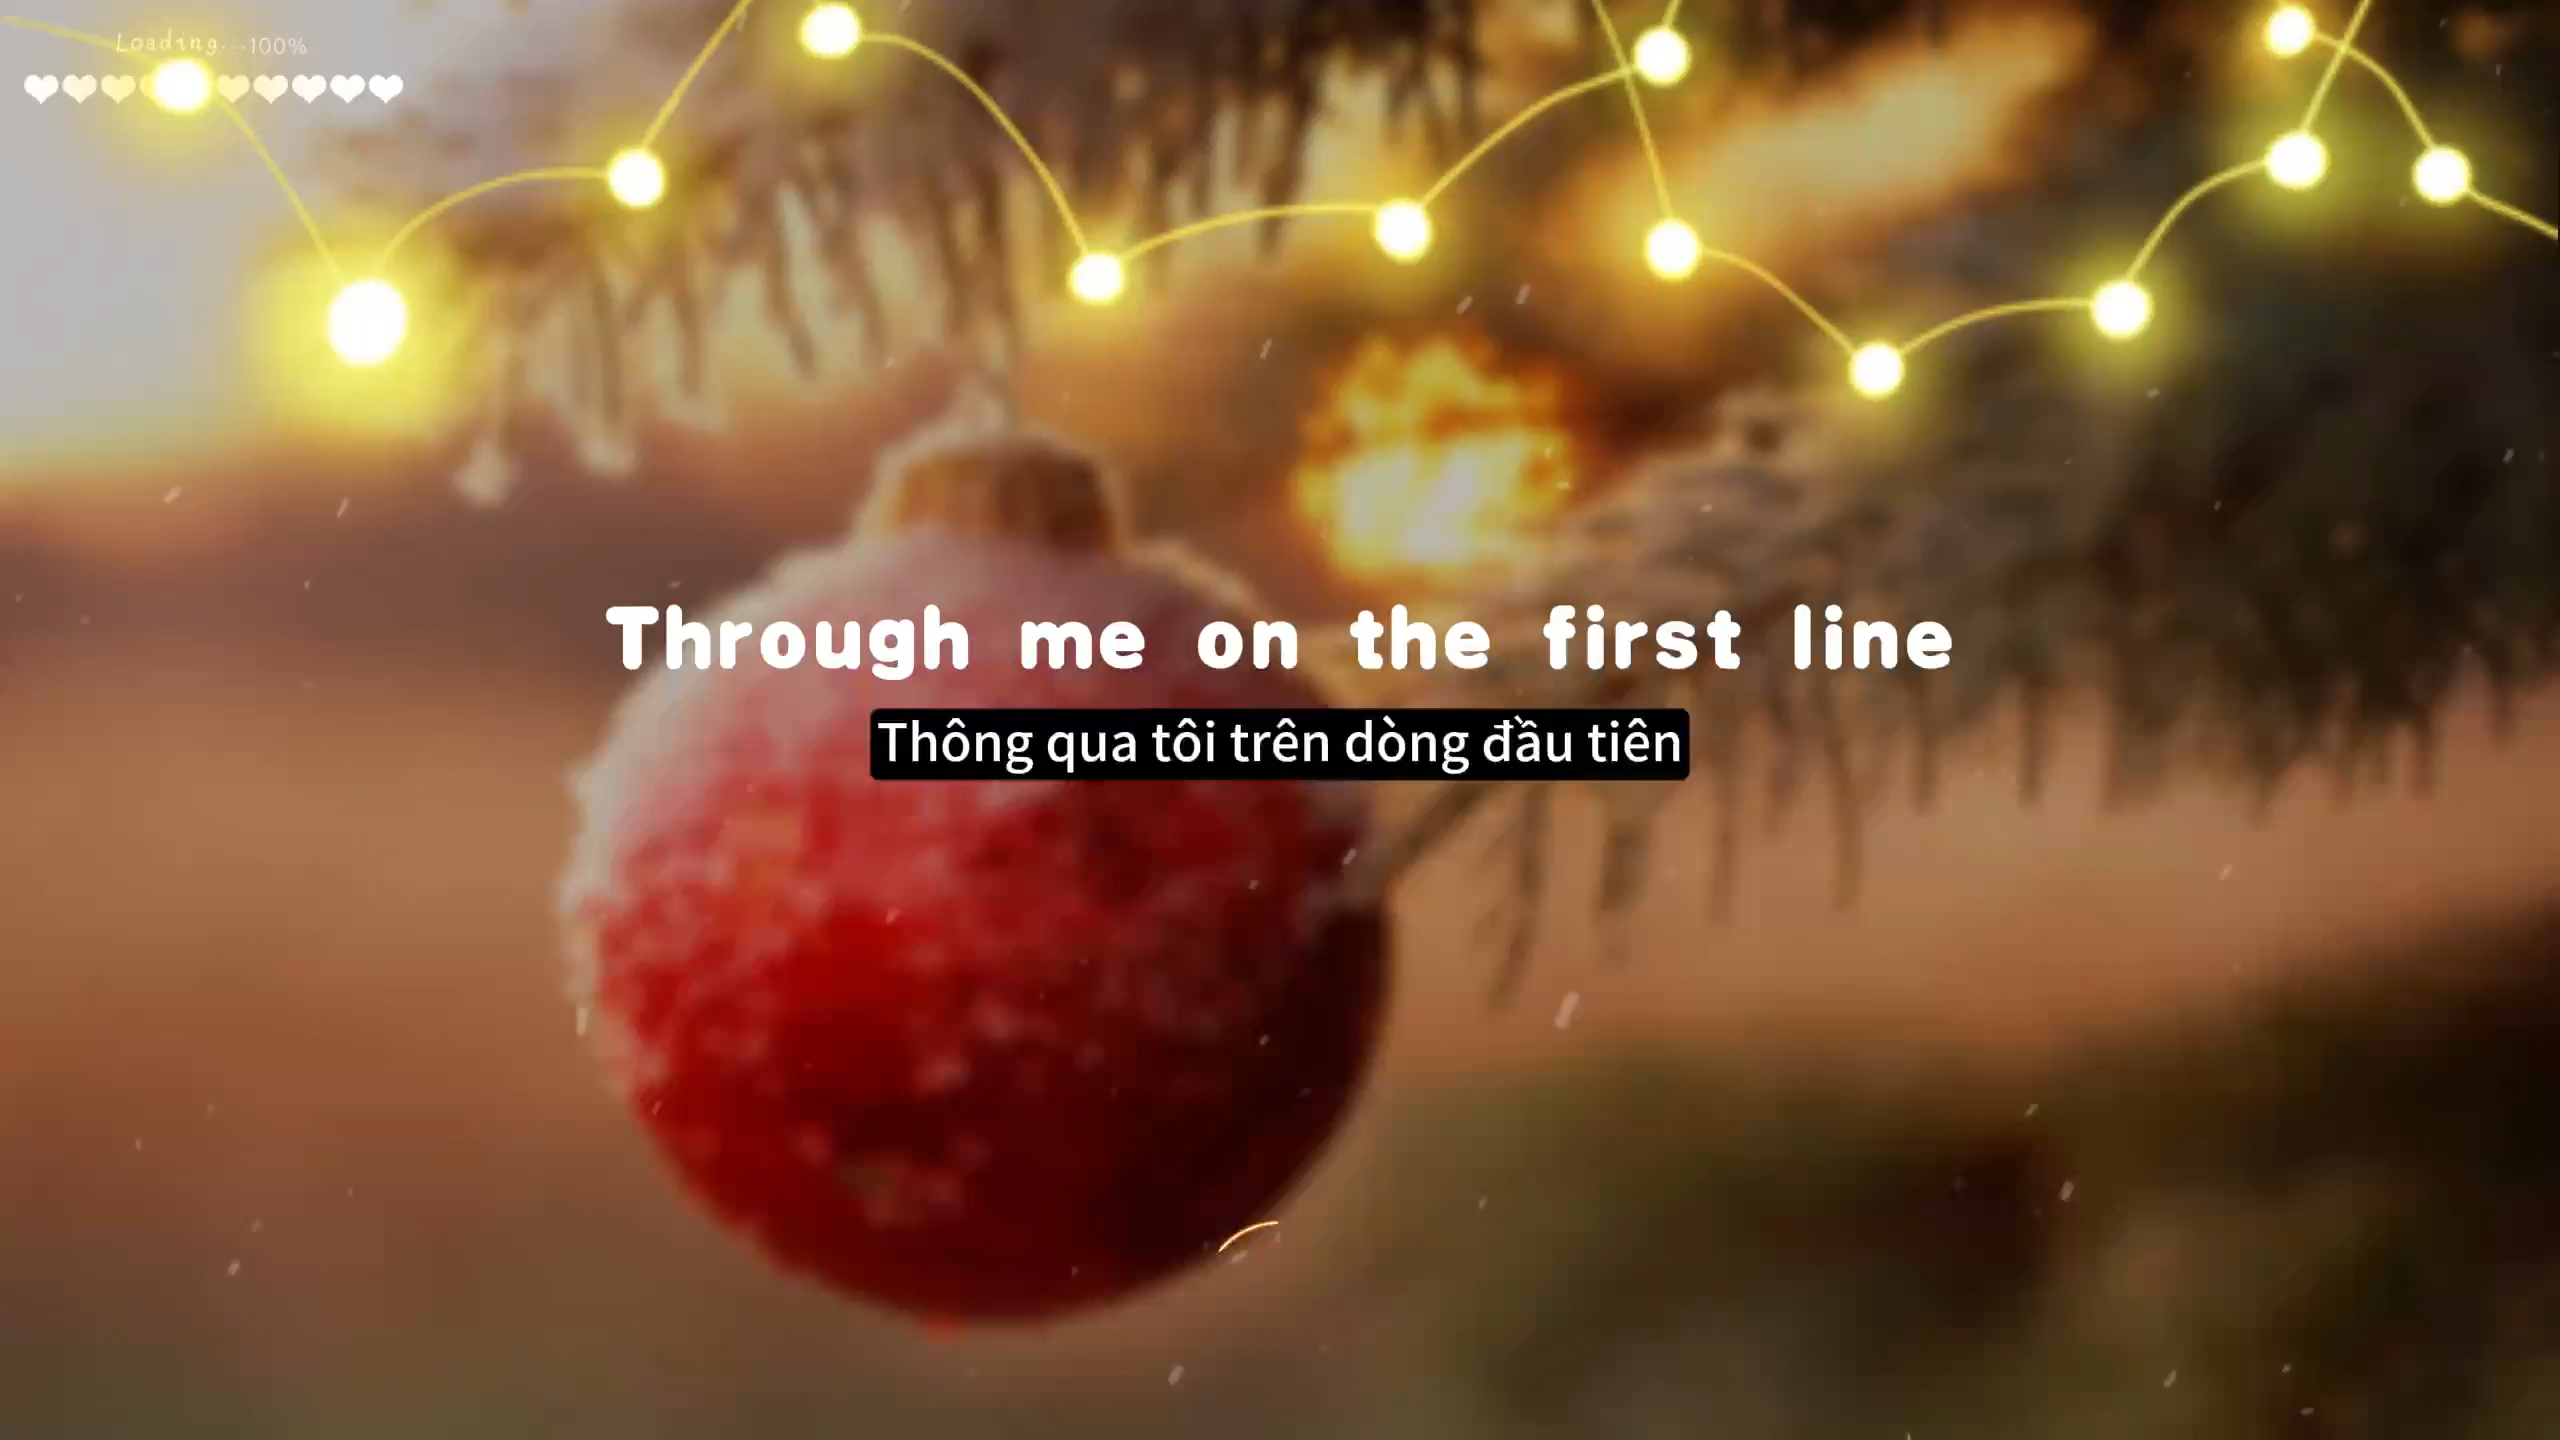 Loading...100%
Through me on the first line
Thông qua tôi trên dòng đầu tiên